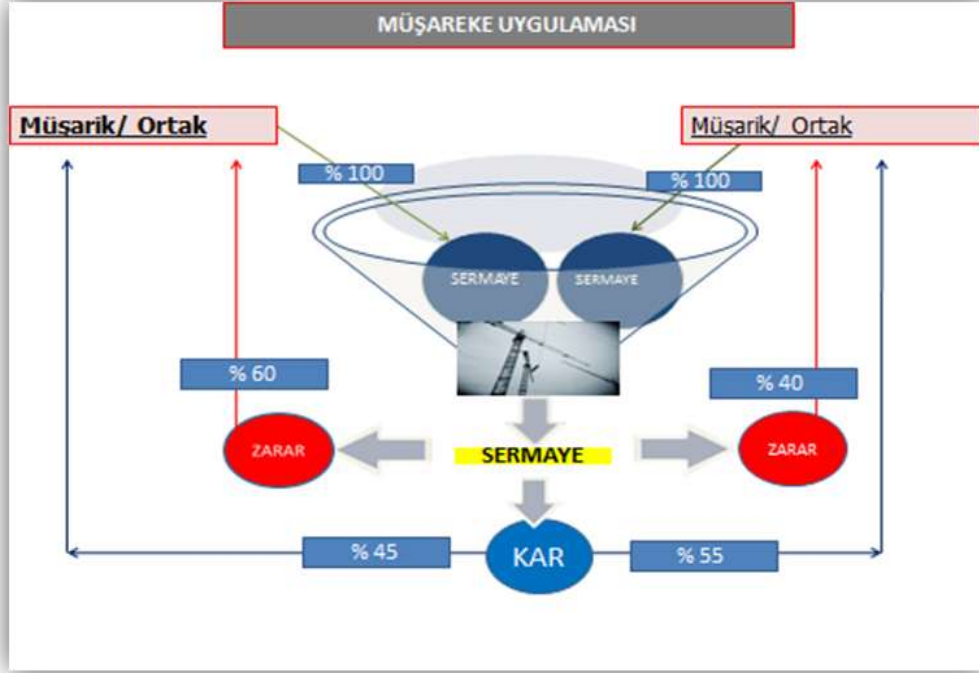 MÜŞAREKE UYGULAMASI
Müşarik/ Ortak
Müşarik/ Ortak
% 100
% 100
SERMAYE
SERMAYE
% 60
% 40
ZARAR
SERMAYE
ZARAR
% 45
KAR
% 55